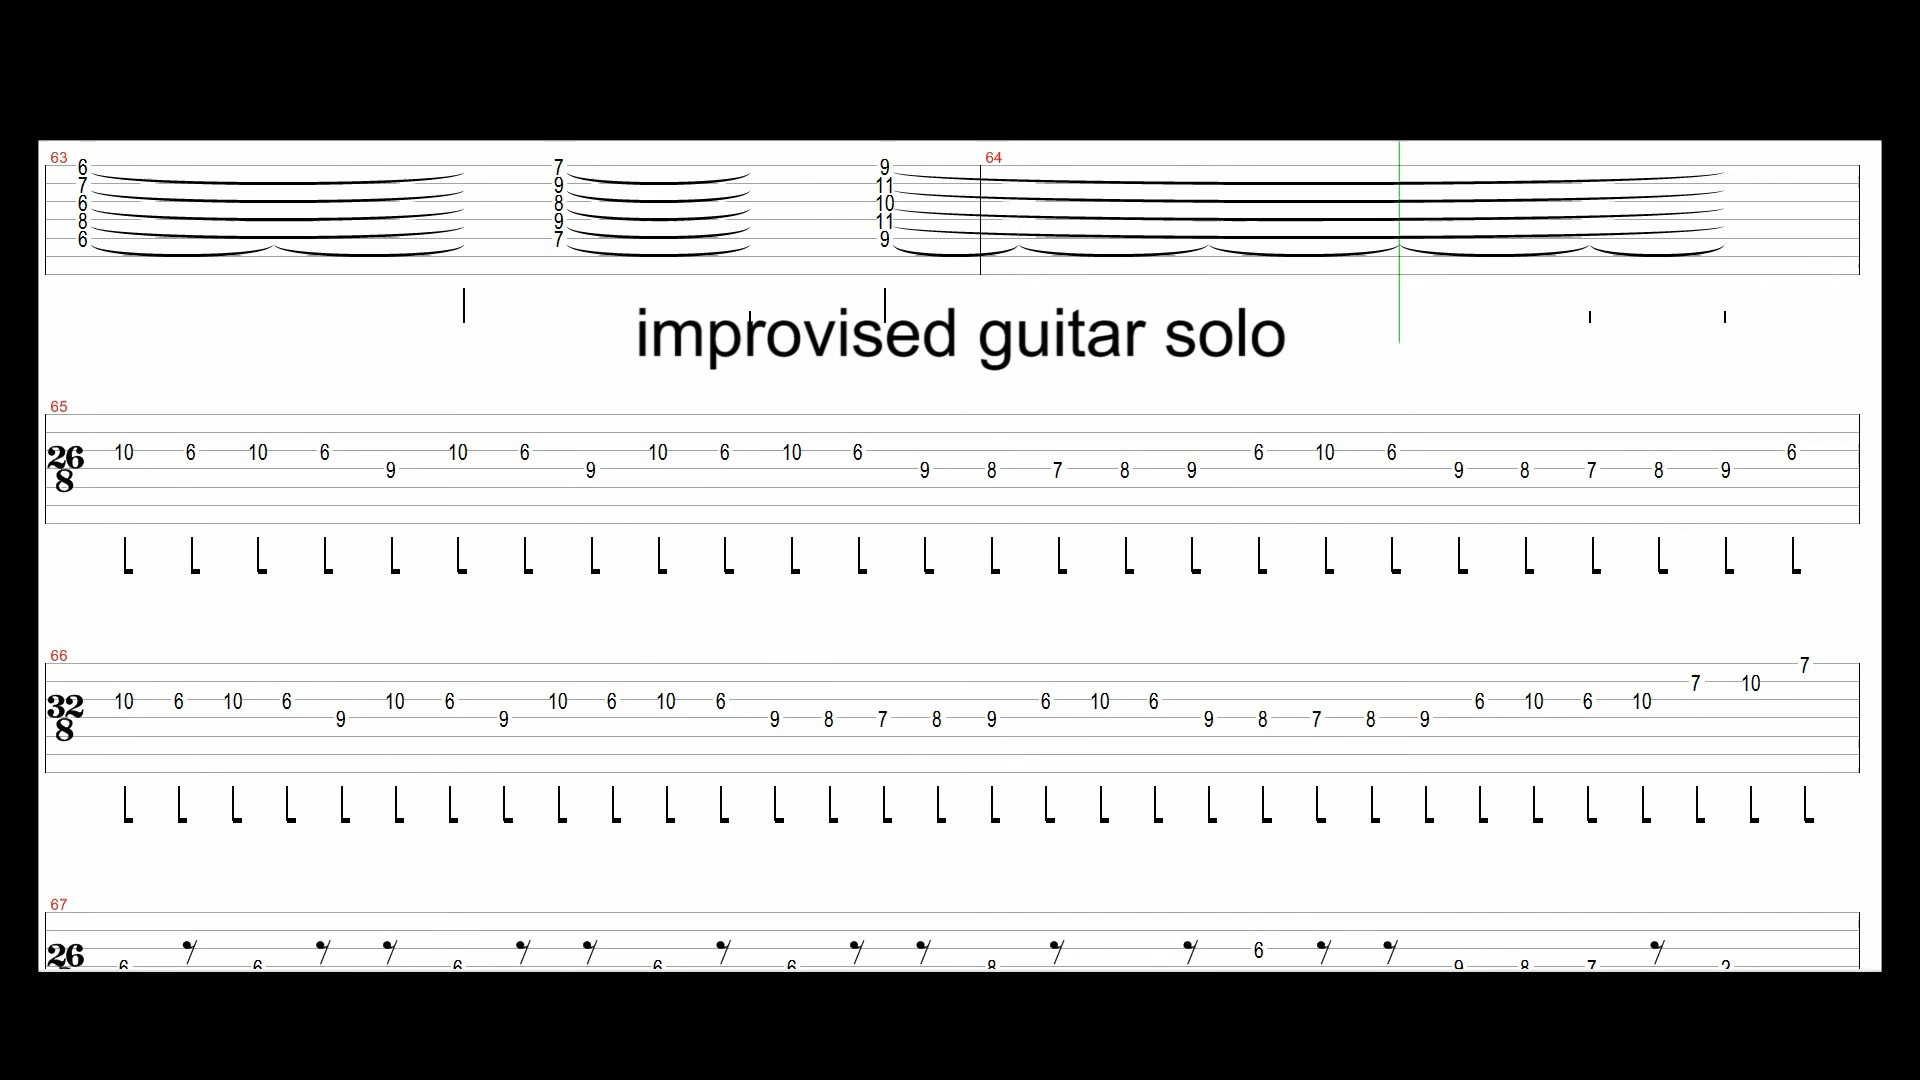 63 64
6 7 9
7 9 11
6 8 10
8 9 11
6 7 9
improvised guitar solo
65
26
8
10 6 10 6 9 10 6 9 10 6 10 6 9 8 7 8 9 6 10 6 9 8 7 8 9 6
66
32
8
10 6 10 6 9 10 6 9 10 6 10 6 9 8 7 8 9 6 10 6 9 8 7 8 9 6 10 6 10 7 10 7
67
26
6